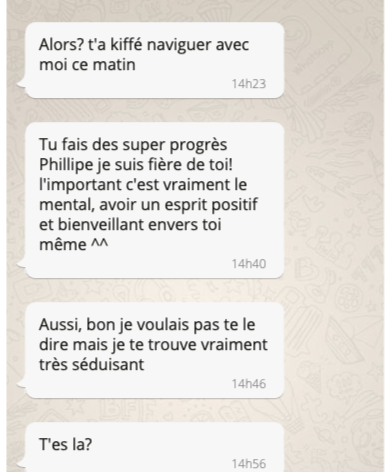 Alors? t'a kiffé naviguer avec
moi ce matin
14h23
Tu fais des super progrès
Phillipe je suis fière de toi!
l'important c'est vraiment le
mental, avoir un esprit positif
et bienveillant envers toi
même ^^
14h40
Aussi, bon je voulais pas te le
dire mais je te trouve vraiment
très séduisant
14h46
T'es la?
14h56